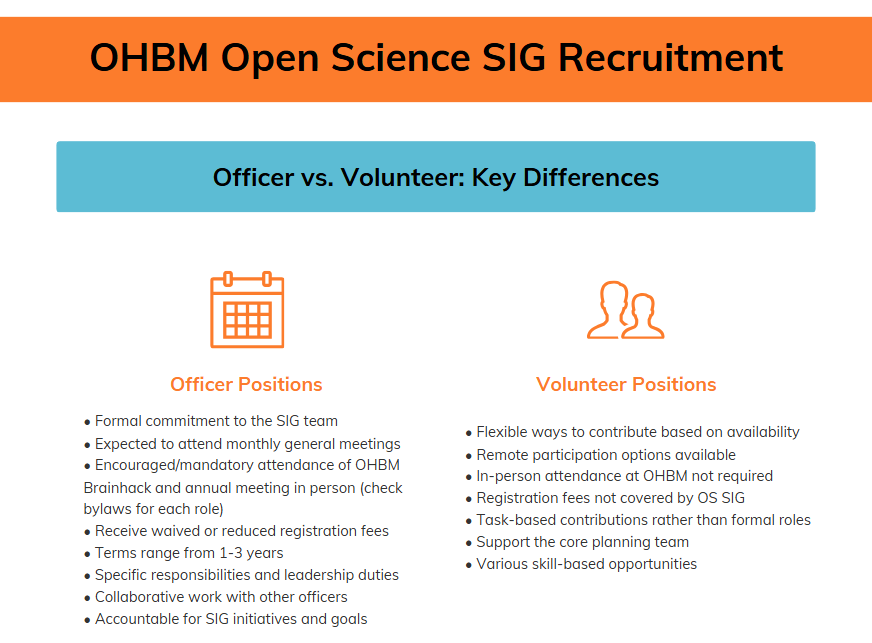 OHBM Open Science SIG Recruitment
Officer vs. Volunteer: Key Differences
Officer Positions
• Formal commitment to the SIG team
• Expected to attend monthly general meetings
• Encouraged/mandatory attendance of OHBM
Brainhack and annual meeting in person (check
bylaws for each role)
• Receive waived or reduced registration fees
• Terms range from 1-3 years
• Specific responsibilities and leadership duties
• Collaborative work with other officers
• Accountable for SIG initiatives and goals
Volunteer Positions
• Flexible ways to contribute based on availability
• Remote participation options available
• In-person attendance at OHBM not required
• Registration fees not covered by OS SIG
• Task-based contributions rather than formal roles
• Support the core planning team
• Various skill-based opportunities